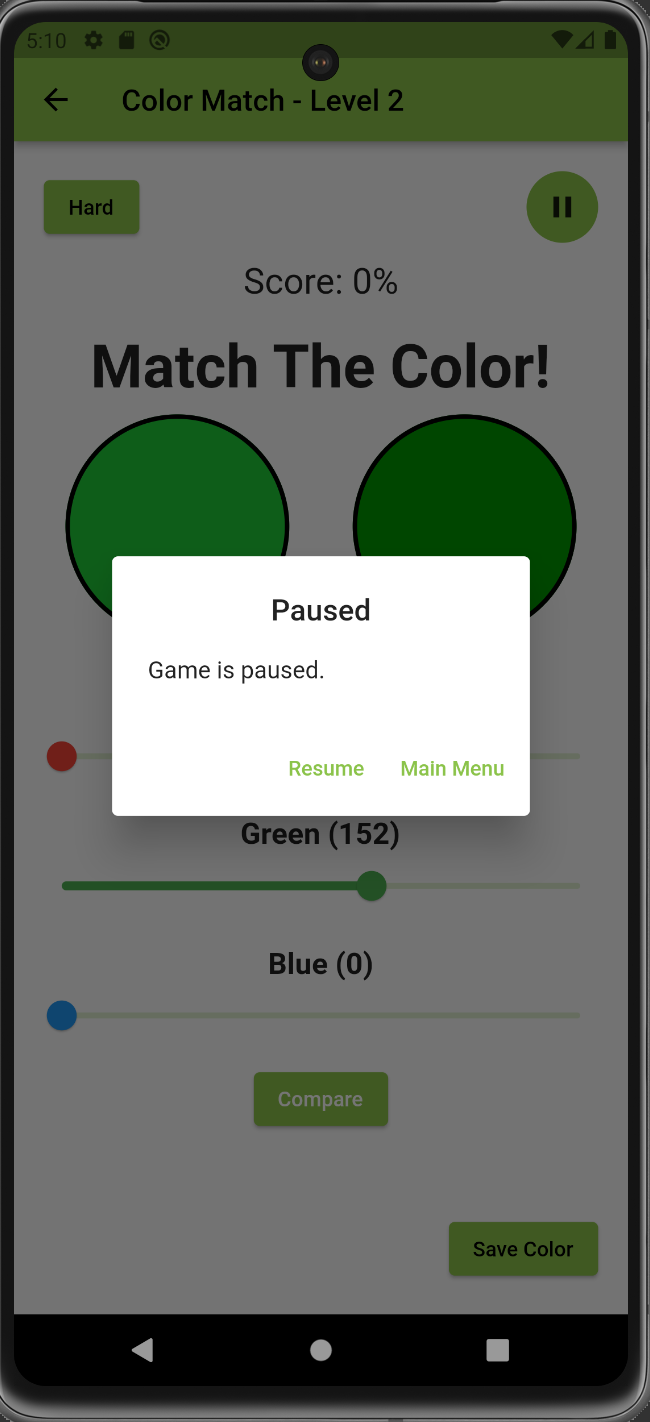 5:10
Color Match - Level 2
Hard
Score: 0%
Match The Color!
Paused
Game is paused.
Resume Main Menu
Green (152)
Blue (0)
Compare
Save Color